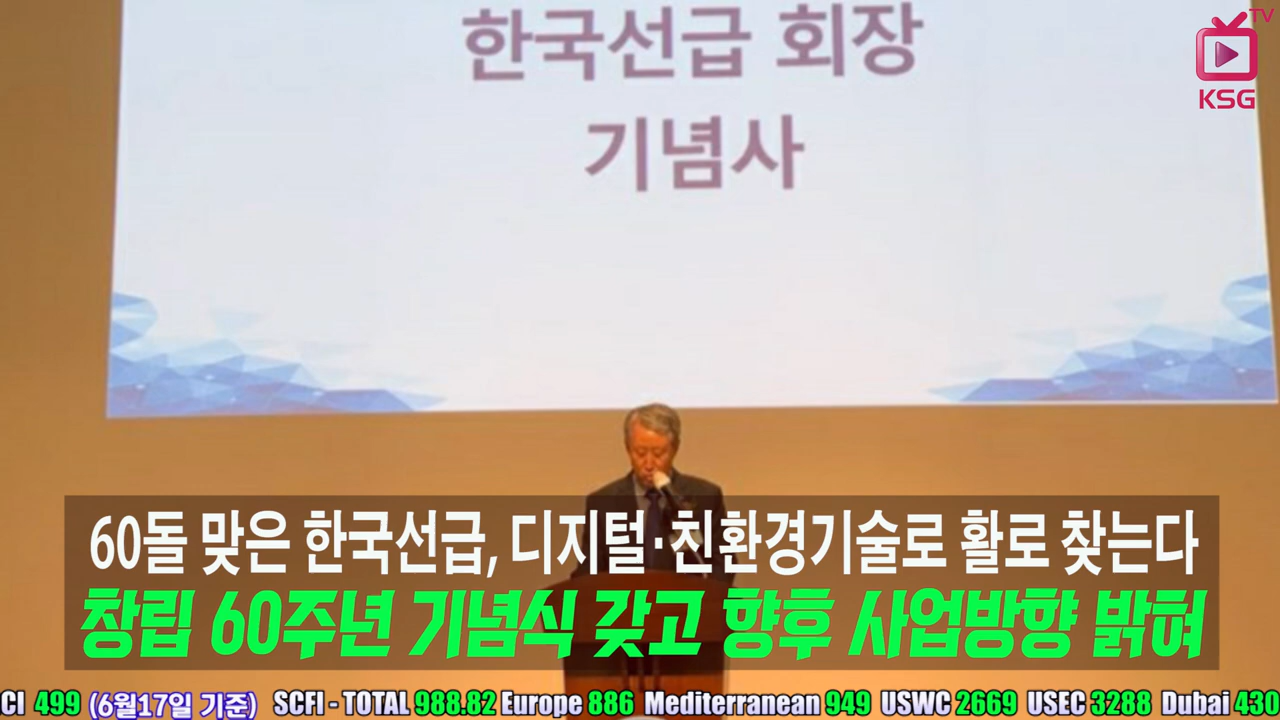 한국선급 회장
기념사
TV
KSG
60돌 맞은 한국선급, 디지털·친환경기술로 활로 찾는다
창립 60주년 기념식 갖고 향후 사업방향 밝혀
CI 499 (6월17일 기준) SCFI - TOTAL 988.82 Europe 886 Mediterranean 949 USWC 2669 USEC 3288 Dubai 430